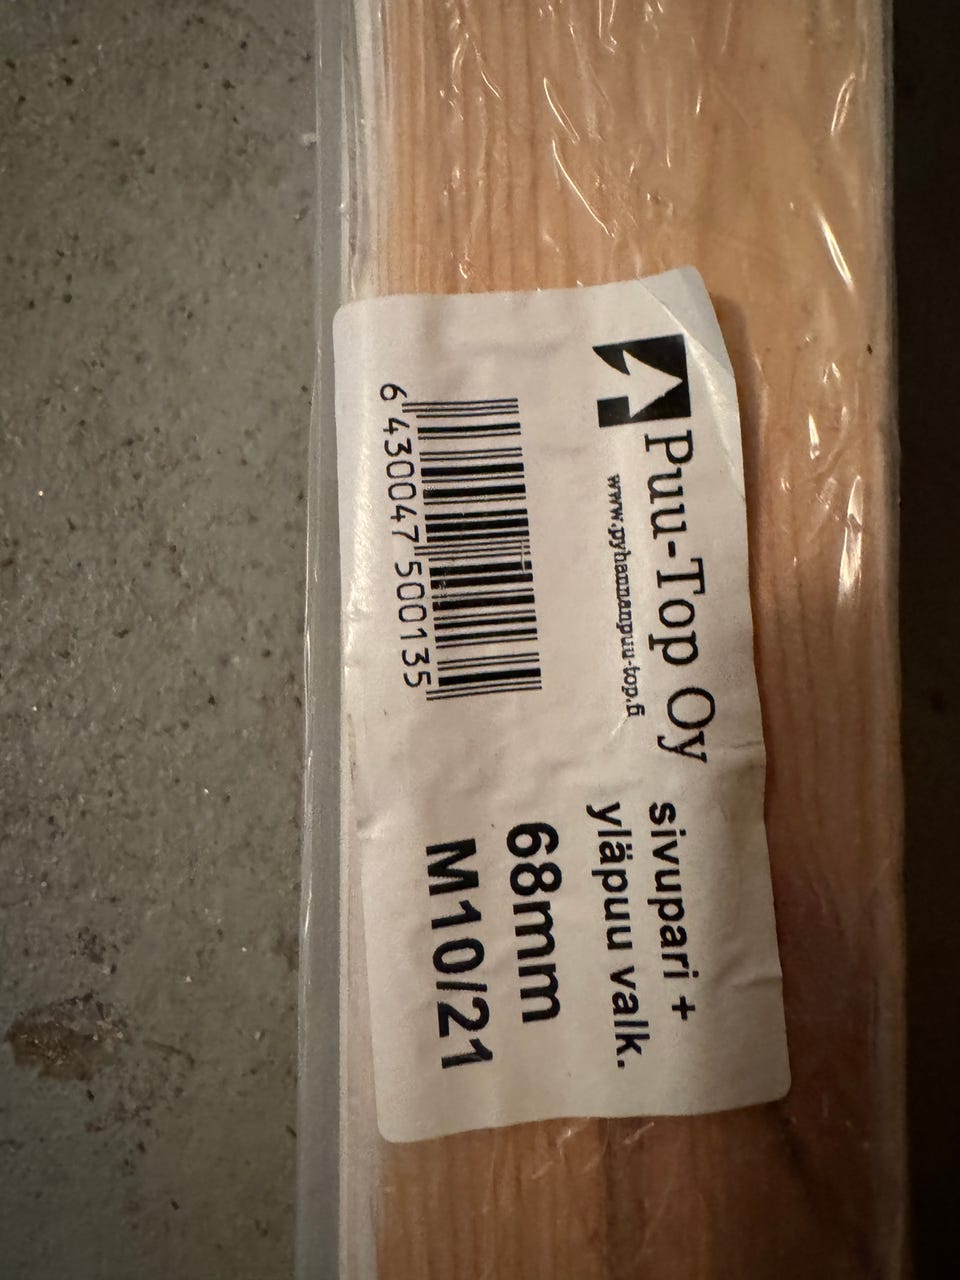 Puu-Top Oy
www.pyhannanpuu-top.fi
sivupari +
yläpuu valk.
68mm
M10/21
6 430047 500135